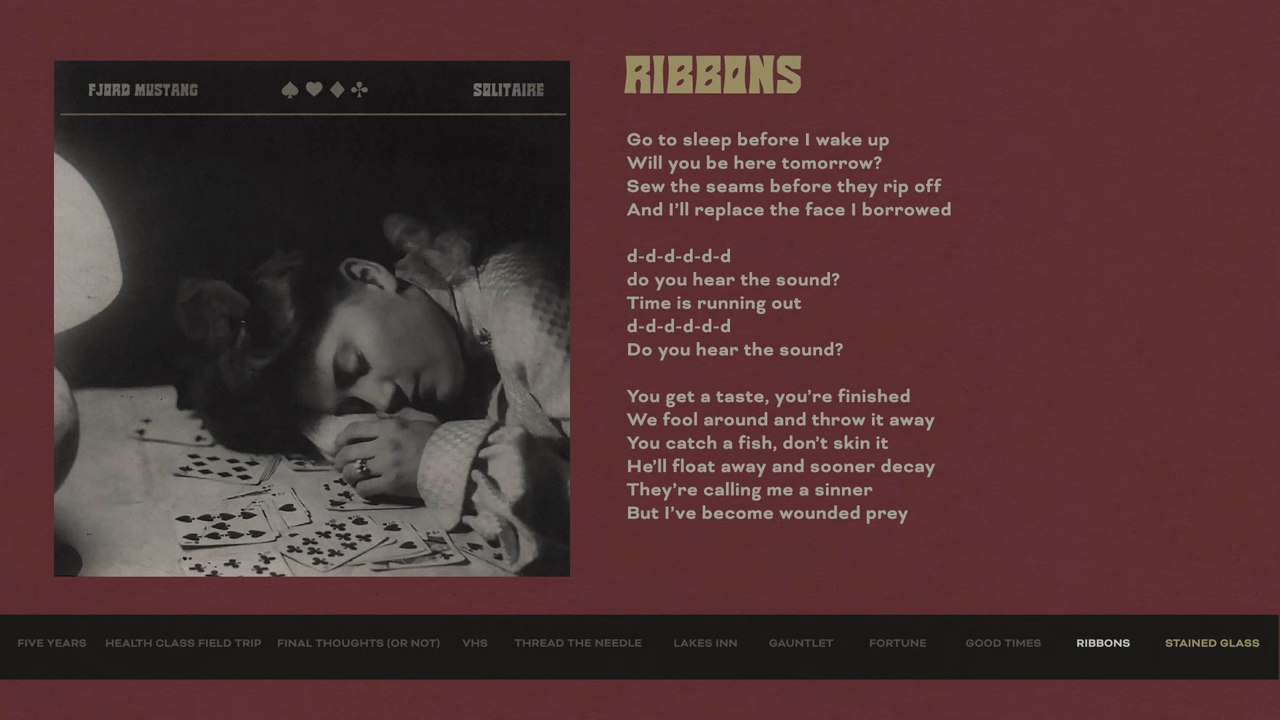 FJORD MUSTANG
SOLITAIRE
RIBBONS
Go to sleep before I wake up
Will you be here tomorrow?
Sew the seams before they rip off
And I’ll replace the face I borrowed
d-d-d-d-d-d
do you hear the sound?
Time is running out
d-d-d-d-d-d
Do you hear the sound?
You get a taste, you’re finished
We fool around and throw it away
You catch a fish, don’t skin it
He’ll float away and sooner decay
They’re calling me a sinner
But I’ve become wounded prey
FIVE YEARS
HEALTH CLASS FIELD TRIP
FINAL THOUGHTS (OR NOT)
VHS
THREAD THE NEEDLE
LAKES INN
GAUNTLET
FORTUNE
GOOD TIMES
RIBBONS
STAINED GLASS